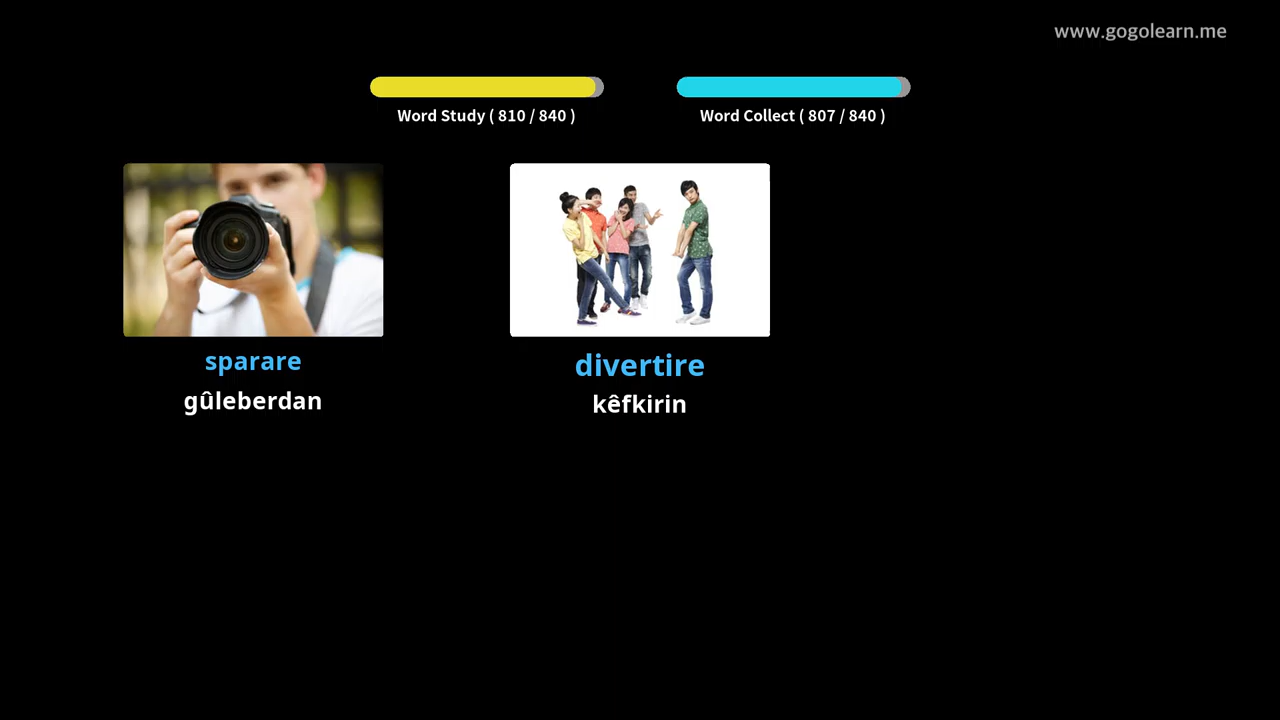 www.gogolearn.me
Word Study ( 810 / 840 )
Word Collect ( 807 / 840 )
sparare
gûleberdan
divertire
kêfkirin